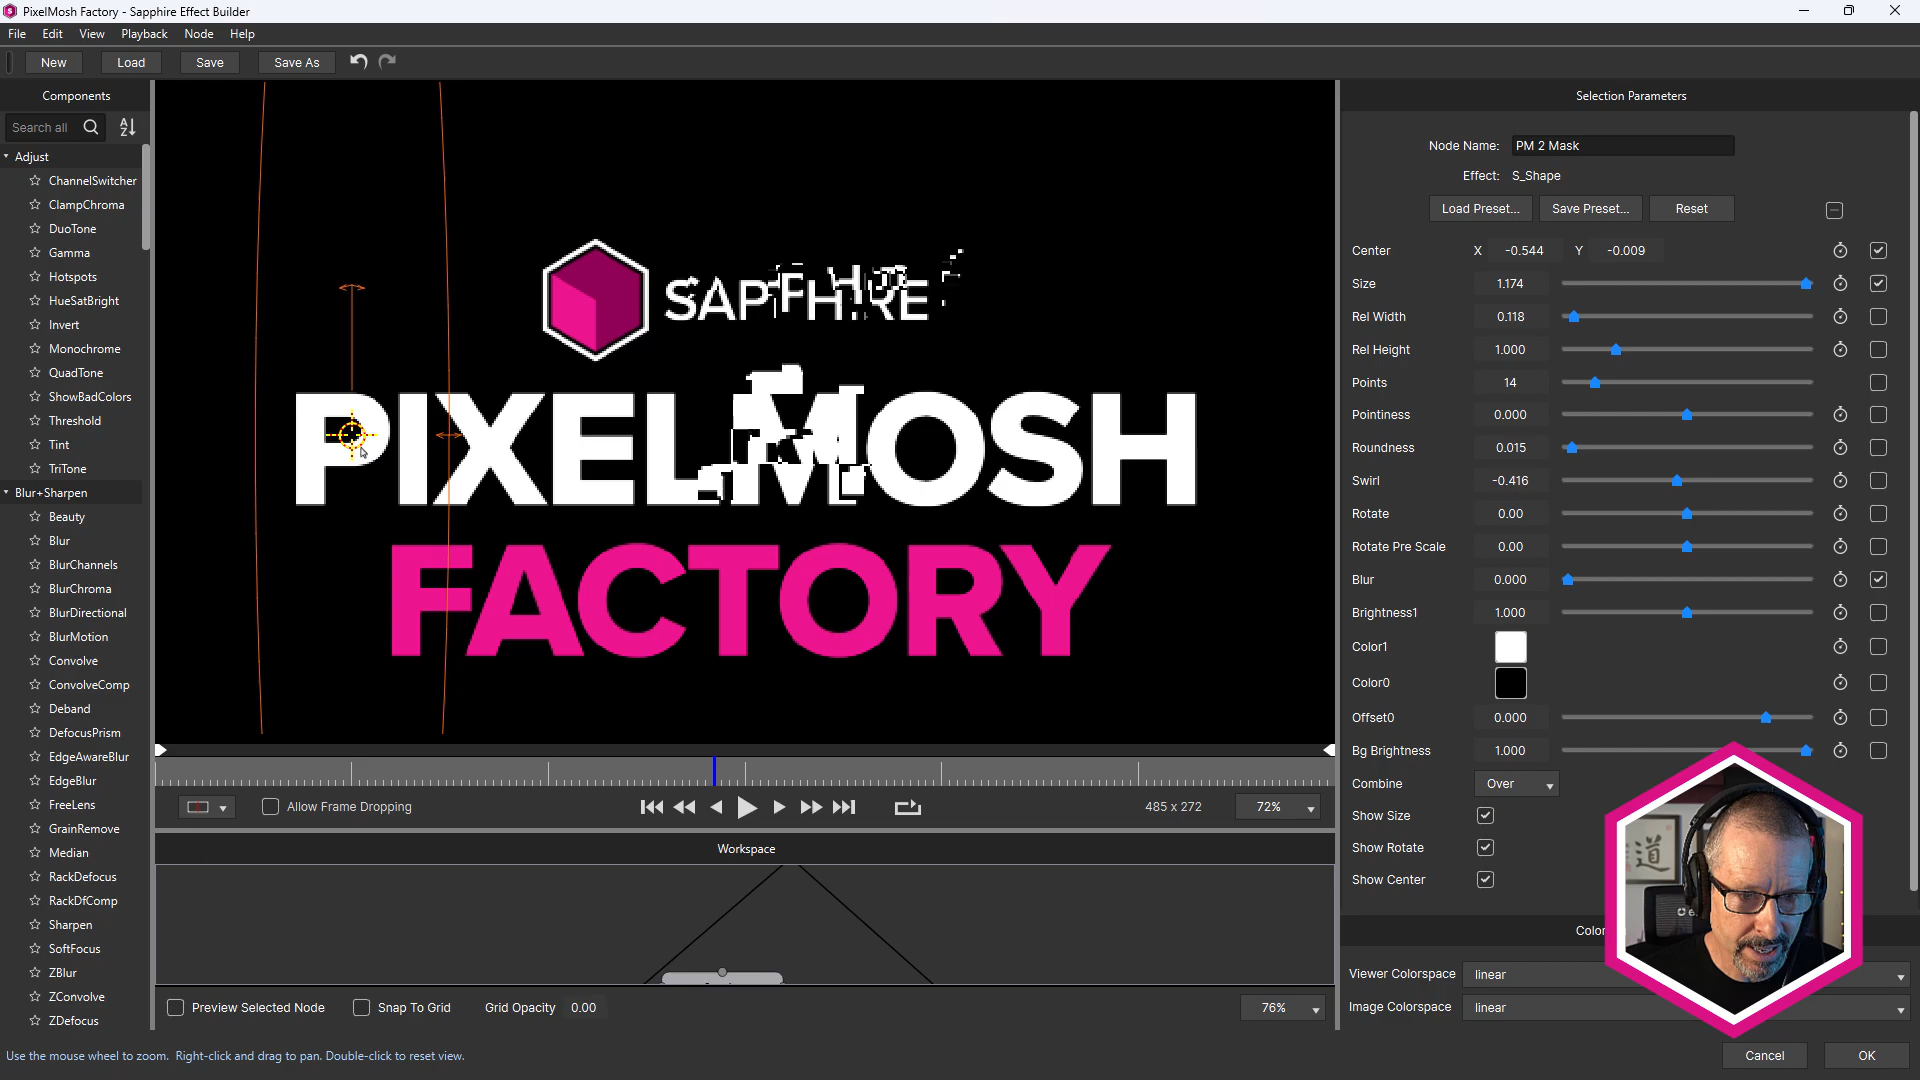 PixelMosh Factory - Sapphire Effect Builder
File Edit View Playback Node Help
New Load Save Save As
Components
Search all
Adjust
ChannelSwitcher
ClampChroma
DuoTone
Gamma
Hotspots
HueSatBright
Invert
Monochrome
QuadTone
ShowBadColors
Threshold
Tint
TriTone
Blur+Sharpen
Beauty
Blur
BlurChannels
BlurChroma
BlurDirectional
BlurMotion
Convolve
ConvolveComp
Deband
DefocusPrism
EdgeAwareBlur
EdgeBlur
FreeLens
GrainRemove
Median
RackDefocus
RackDfComp
Sharpen
SoftFocus
ZBlur
ZConvolve
ZDefocus
SAPPHIRE
PIXELMOSH
FACTORY
Allow Frame Dropping
485 x 272
72%
Workspace
Preview Selected Node
Snap To Grid
Grid Opacity 0.00
76%
Selection Parameters
Node Name: PM 2 Mask
Effect: S_Shape
Load Preset... Save Preset... Reset
Center X -0.544 Y -0.009
Size 1.174
Rel Width 0.118
Rel Height 1.000
Points 14
Pointiness 0.000
Roundness 0.015
Swirl -0.416
Rotate 0.00
Rotate Pre Scale 0.00
Blur 0.000
Brightness1 1.000
Color1
Color0
Offset0 0.000
Bg Brightness 1.000
Combine Over
Show Size
Show Rotate
Show Center
Viewer Colorspace linear
Image Colorspace linear
Use the mouse wheel to zoom. Right-click and drag to pan. Double-click to reset view.
Cancel OK